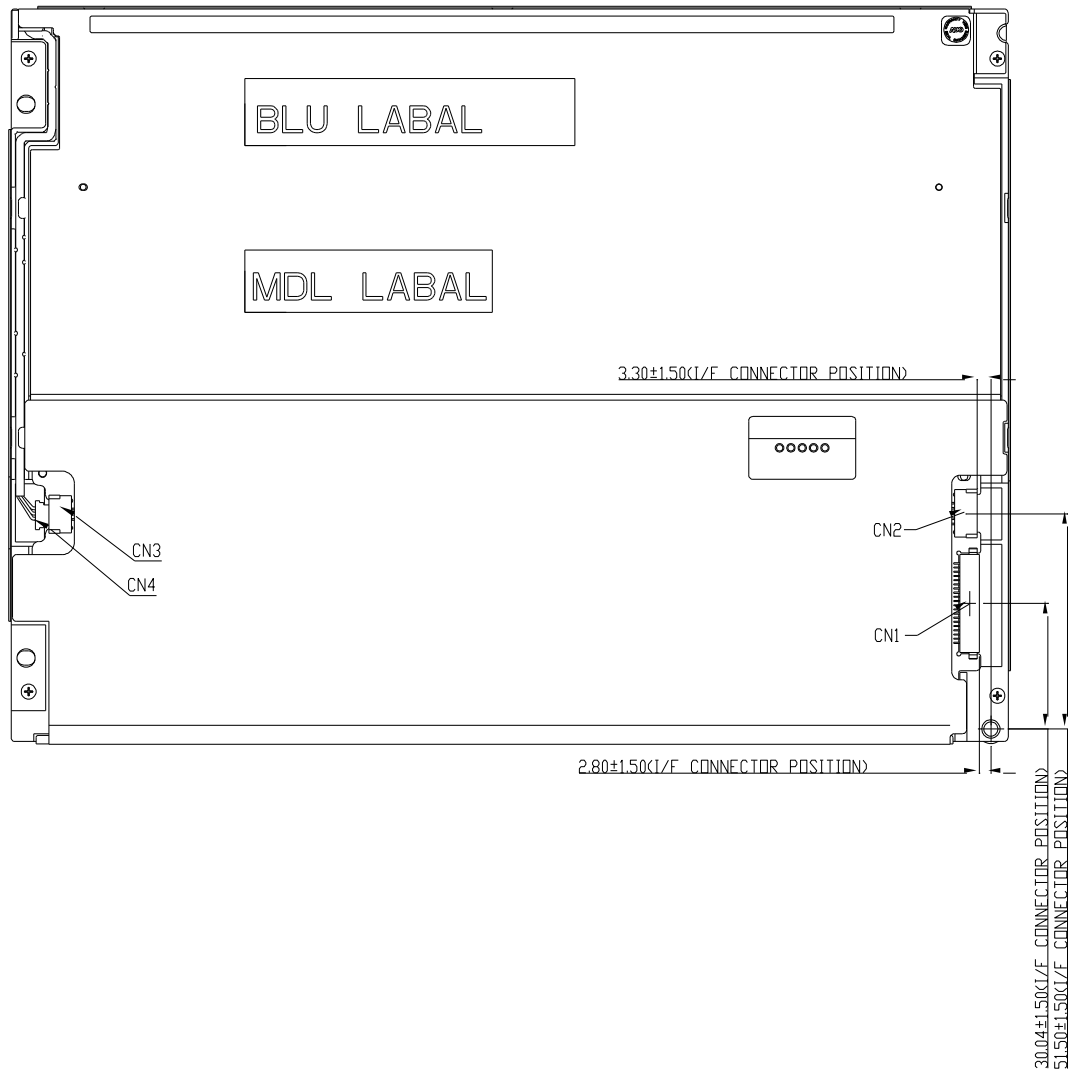 BLU LABAL
MDL LABAL
3.30±1.50(I/F CONNECTOR POSITION)
CN3
CN2
CN4
CN1
2.80±1.50(I/F CONNECTOR POSITION)
30.04±1.50(I/F CONNECTOR POSITION)
51.50±1.50(I/F CONNECTOR POSITION)